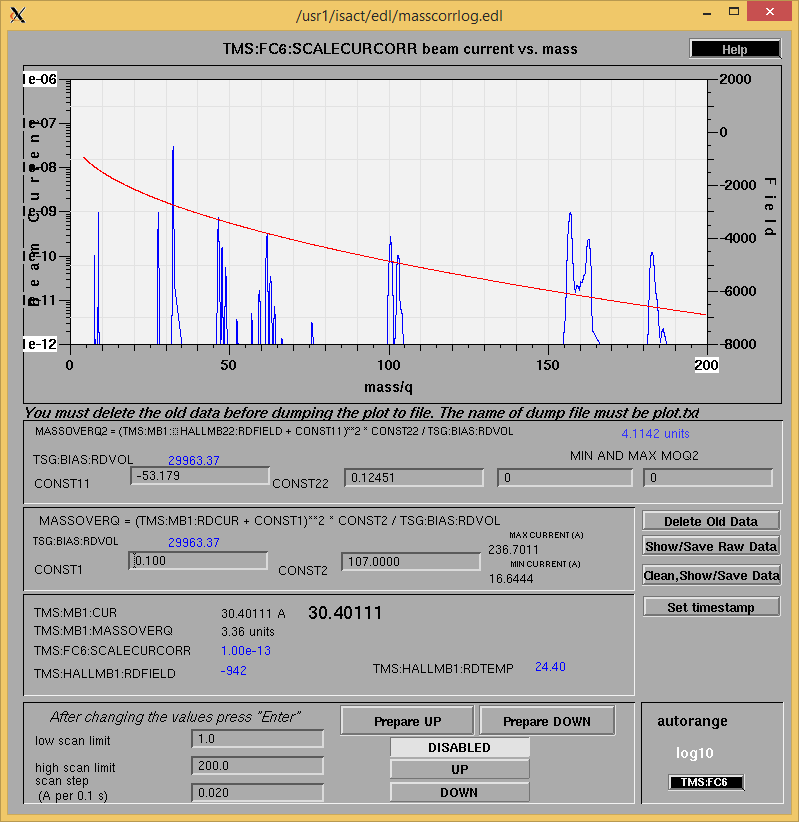 /usr1/isact/edl/masscorrlog.edl
TMS:FC6:SCALECURCORR beam current vs. mass
Help
1e-06
1e-07
1e-08
1e-09
1e-10
1e-11
1e-12
Beam Current
2000
0
-2000
-4000
-6000
-8000
Field
0 50 100 150 200
mass/q
You must delete the old data before dumping the plot to file. The name of dump file must be plot.txt
MASSOVERQ2 = (TMS:MB1: HALLMB22:RDFIELD + CONST11)**2 * CONST22 / TSG:BIAS:RDVOL
4.1142 units
TSG:BIAS:RDVOL 29963.37
MIN AND MAX MOQ2
CONST11 -53.179 CONST22 0.12451 0 0
MASSOVERQ = (TMS:MB1:RDCUR + CONST1)**2 * CONST2 / TSG:BIAS:RDVOL
TSG:BIAS:RDVOL 29963.37
MAX CURRENT (A)
236.7011
CONST1 0.100 CONST2 107.0000
MIN CURRENT (A)
16.6444
Delete Old Data
Show/Save Raw Data
Clean,Show/Save Data
Set timestamp
TMS:MB1:CUR 30.40111 A 30.40111
TMS:MB1:MASSOVERQ 3.36 units
TMS:FC6:SCALECURCORR 1.00e-13
TMS:HALLMB1:RDFIELD -942
TMS:HALLMB1:RDTEMP 24.40
After changing the values press "Enter"
low scan limit 1.0
high scan limit 200.0
scan step
(A per 0.1 s) 0.020
Prepare UP Prepare DOWN
DISABLED
UP
DOWN
autorange
log10
TMS:FC6